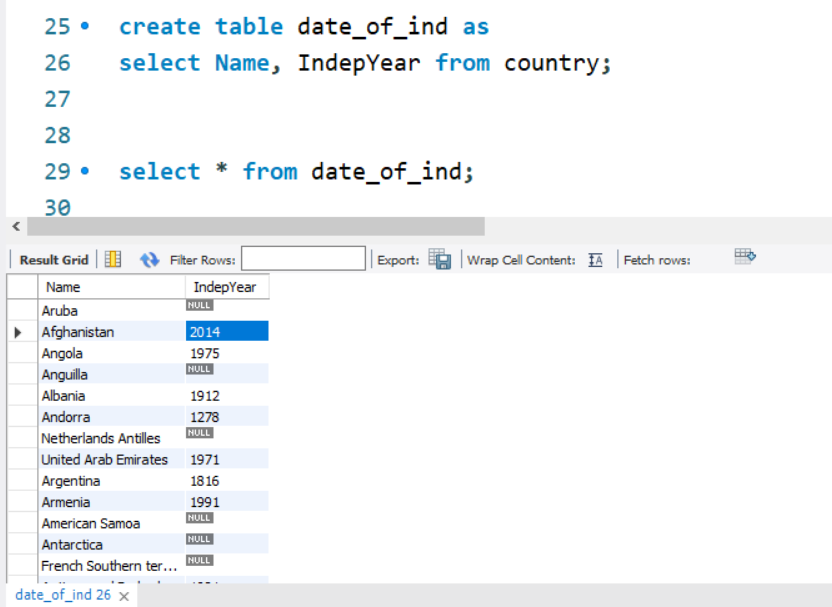 25 create table date_of_ind as
26 select Name, IndepYear from country;
27
28
29 select * from date_of_ind;
30
Result Grid Filter Rows: Export: Wrap Cell Content: IA Fetch rows:
Name IndepYear
Aruba NULL
Afghanistan 2014
Angola 1975
Anguilla NULL
Albania 1912
Andorra 1278
Netherlands Antilles NULL
United Arab Emirates 1971
Argentina 1816
Armenia 1991
American Samoa NULL
Antarctica NULL
French Southern ter... NULL
date_of_ind 26